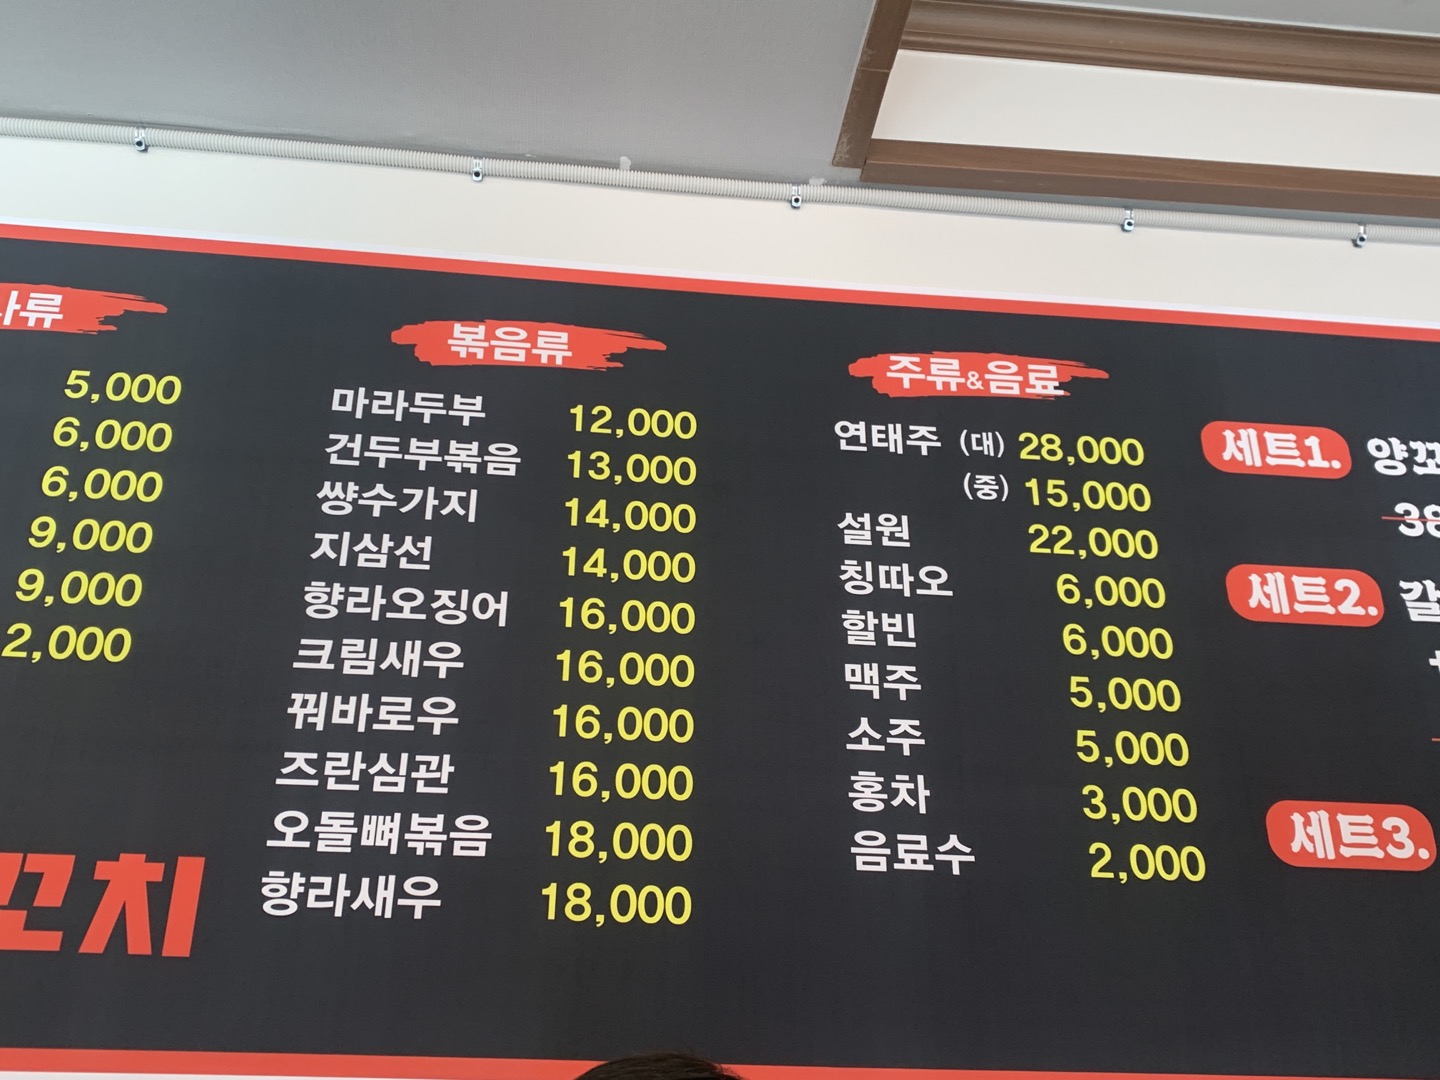 류
5,000
6,000
6,000
9,000
9,000
2,000
꼬치
볶음류
마라두부 12,000
건두부볶음 13,000
썅수가지 14,000
지삼선 14,000
향라오징어 16,000
크림새우 16,000
꿔바로우 16,000
즈란심관 16,000
오돌뼈볶음 18,000
향라새우 18,000
주류&음료
연태주 (대) 28,000
(중) 15,000
설원 22,000
칭따오 6,000
할빈 6,000
맥주 5,000
소주 5,000
홍차 3,000
음료수 2,000
세트1. 양꼬
38
세트2. 갈
세트3.